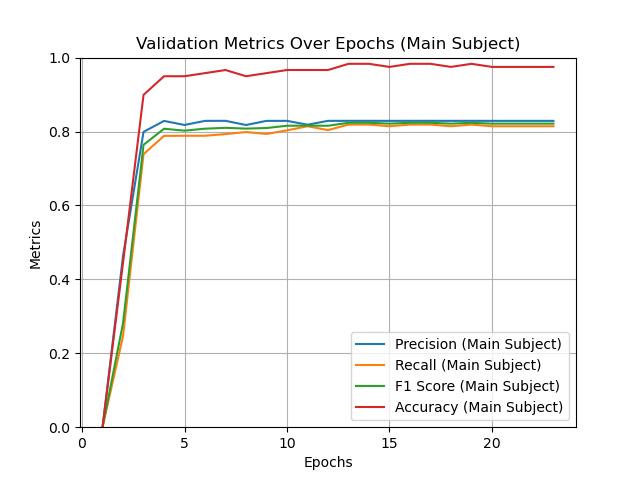 Validation Metrics Over Epochs (Main Subject)
1.0
0.8
0.6
0.4
0.2
0.0
Metrics
Precision (Main Subject)
Recall (Main Subject)
F1 Score (Main Subject)
Accuracy (Main Subject)
0 5 10 15 20
Epochs